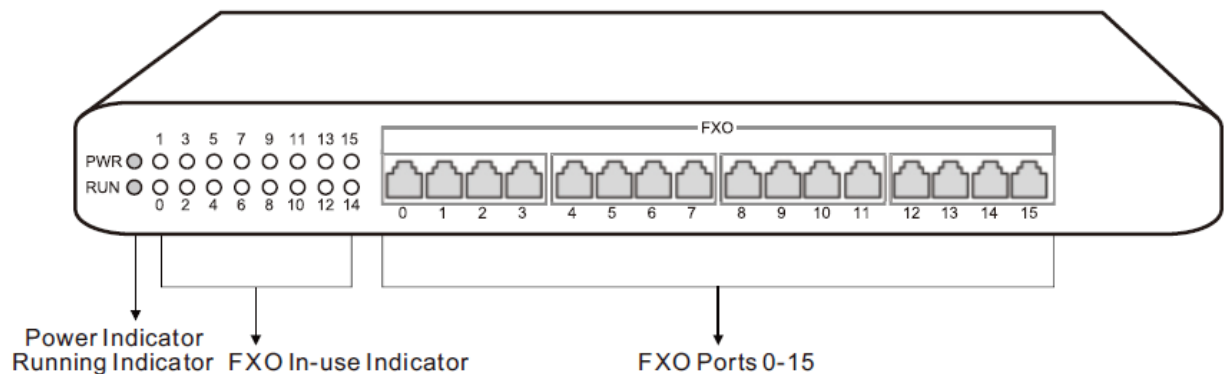 FXO
1 3 5 7 9 11 13 15
PWR
RUN
0 2 4 6 8 10 12 14
0 1 2 3 4 5 6 7 8 9 10 11 12 13 14 15
Power Indicator
Running Indicator FXO In-use Indicator FXO Ports 0-15